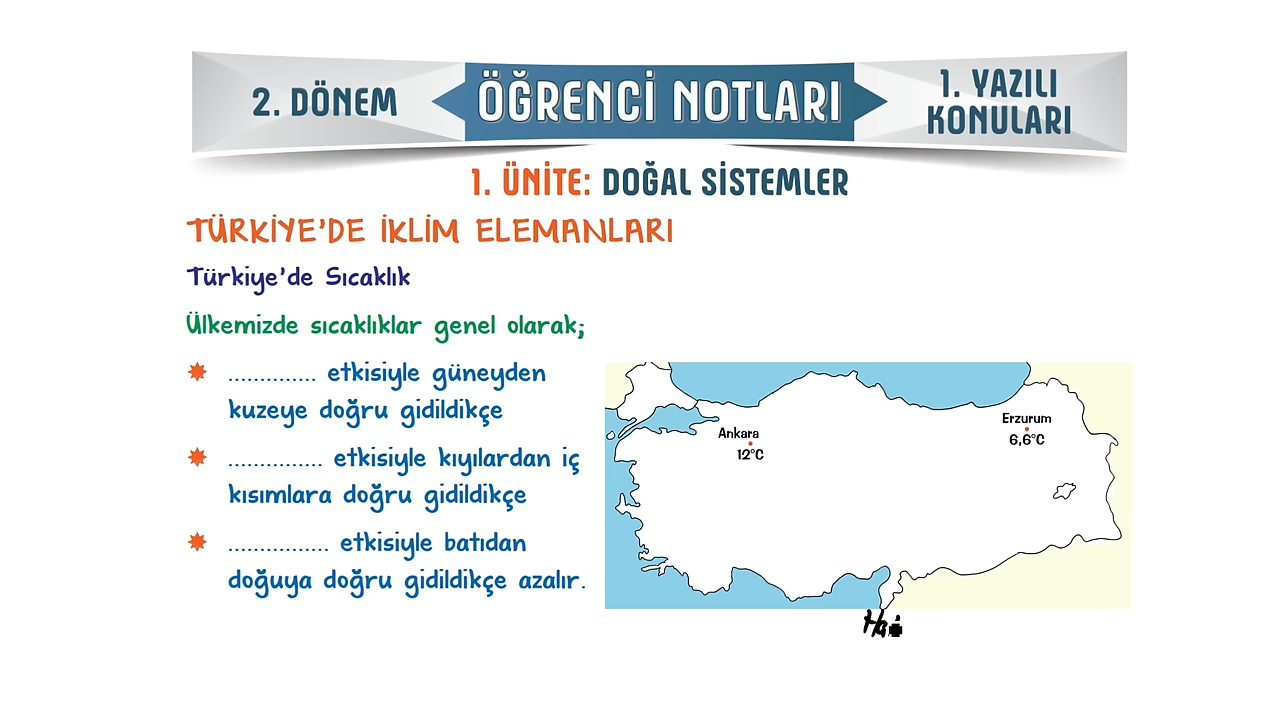 2. DÖNEM
ÖĞRENCİ NOTLARI
1. YAZILI
KONULARI
1. ÜNİTE: DOĞAL SİSTEMLER
TÜRKİYE'DE İKLİM ELEMANLARI
Türkiye'de Sıcaklık
Ülkemizde sıcaklıklar genel olarak;
.............. etkisiyle güneyden
kuzeye doğru gidildikçe
............... etkisiyle kıyılardan iç
kısımlara doğru gidildikçe
................ etkisiyle batıdan
doğuya doğru gidildikçe azalır.
Ankara
12°C
Erzurum
6,6°C